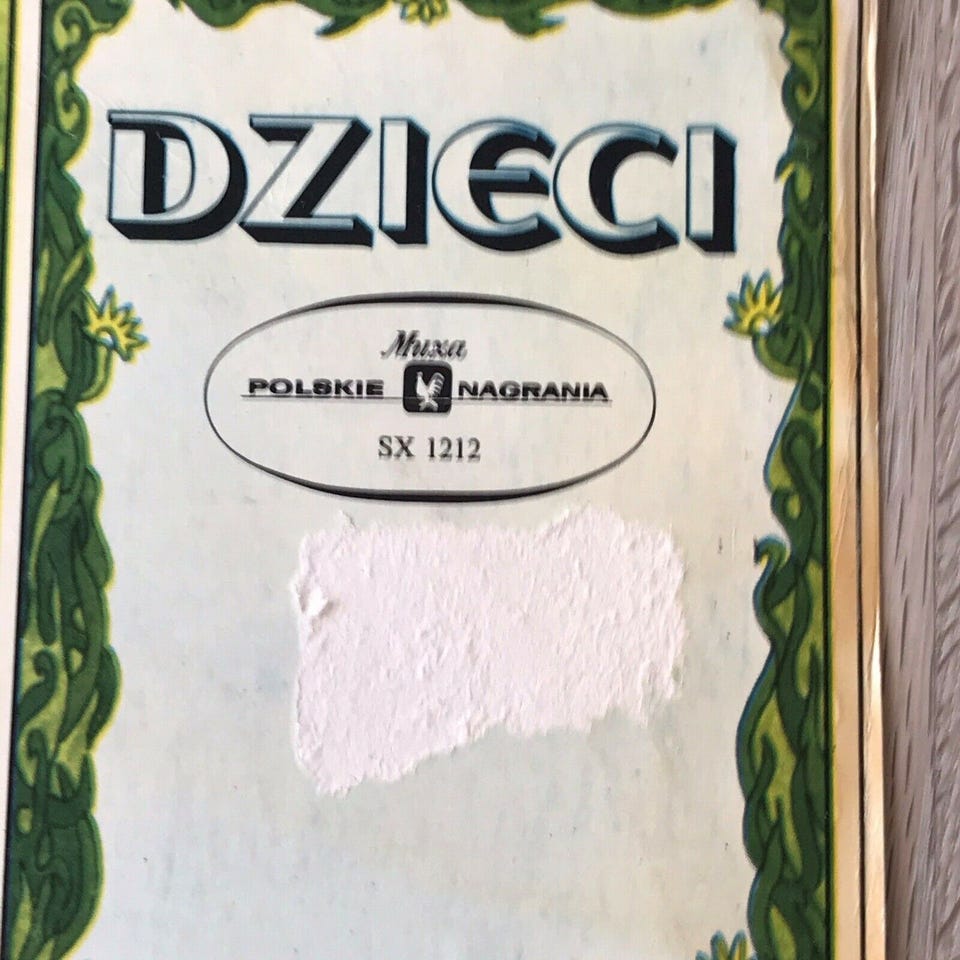 DZIECI
Muza
POLSKIE NAGRANIA
SX 1212